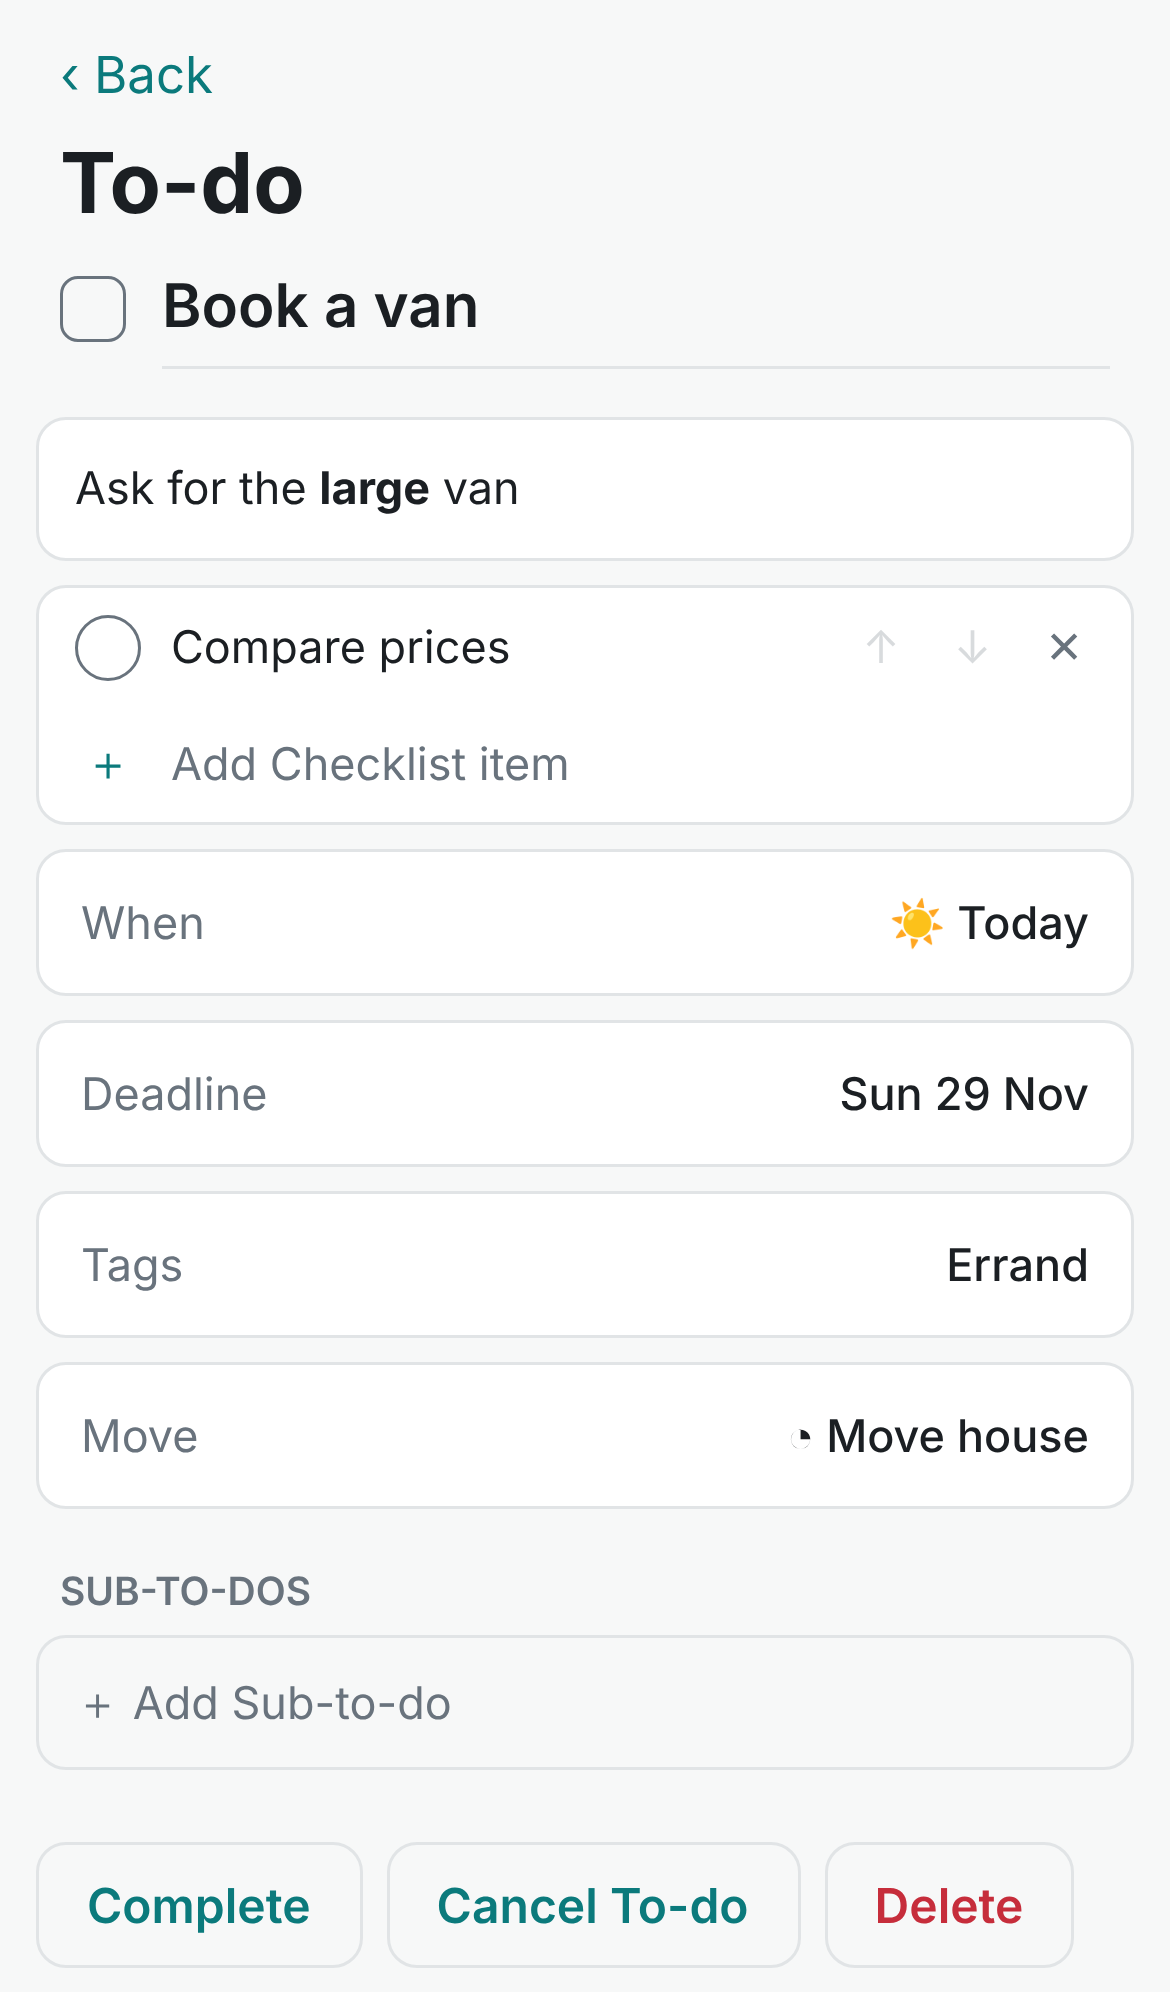 ‹ Back
To-do
Book a van
Ask for the large van
Compare prices ↑ ↓ ✕
+ Add Checklist item
When ☀️ Today
Deadline Sun 29 Nov
Tags Errand
Move ◔ Move house
SUB-TO-DOS
+ Add Sub-to-do
Complete Cancel To-do Delete